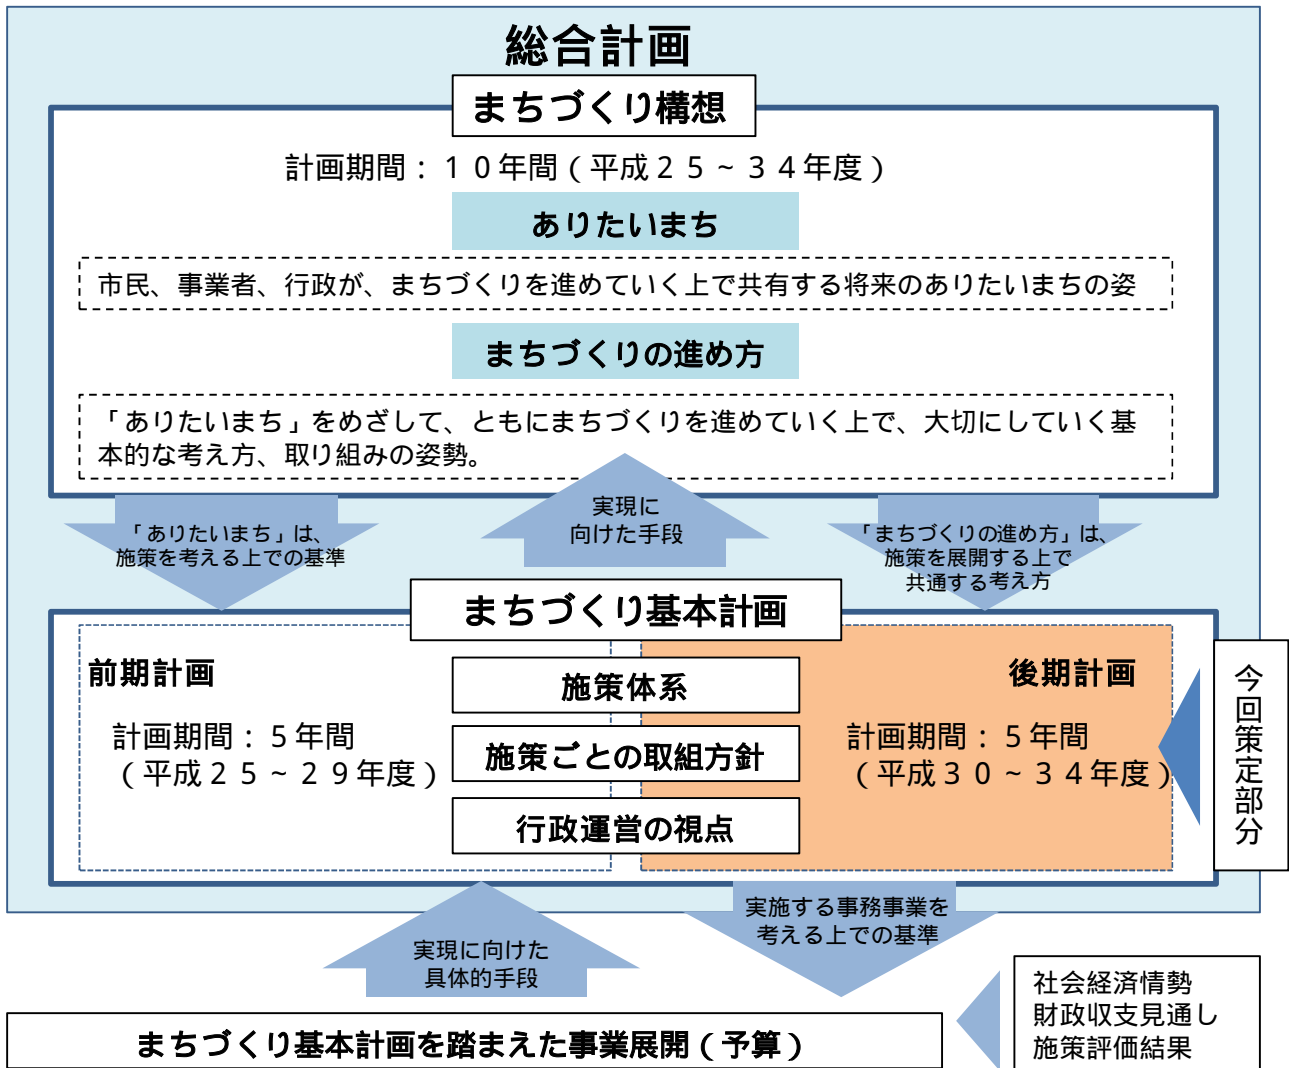 総合計画
まちづくり構想
計画期間：１０年間（平成２５～３４年度）
ありたいまち
市民、事業者、行政が、まちづくりを進めていく上で共有する将来のありたいまちの姿
まちづくりの進め方
「ありたいまち」をめざして、ともにまちづくりを進めていく上で、大切にしていく基
本的な考え方、取り組みの姿勢。
「ありたいまち」は、
施策を考える上での基準
実現に
向けた手段
「まちづくりの進め方」は、
施策を展開する上で
共通する考え方
まちづくり基本計画
前期計画
計画期間：５年間
（平成２５～２９年度）
施策体系
施策ごとの取組方針
行政運営の視点
後期計画
計画期間：５年間
（平成３０～３４年度）
今回策定部分
実現に向けた
具体的手段
実施する事務事業を
考える上での基準
まちづくり基本計画を踏まえた事業展開（予算）
社会経済情勢
財政収支見通し
施策評価結果